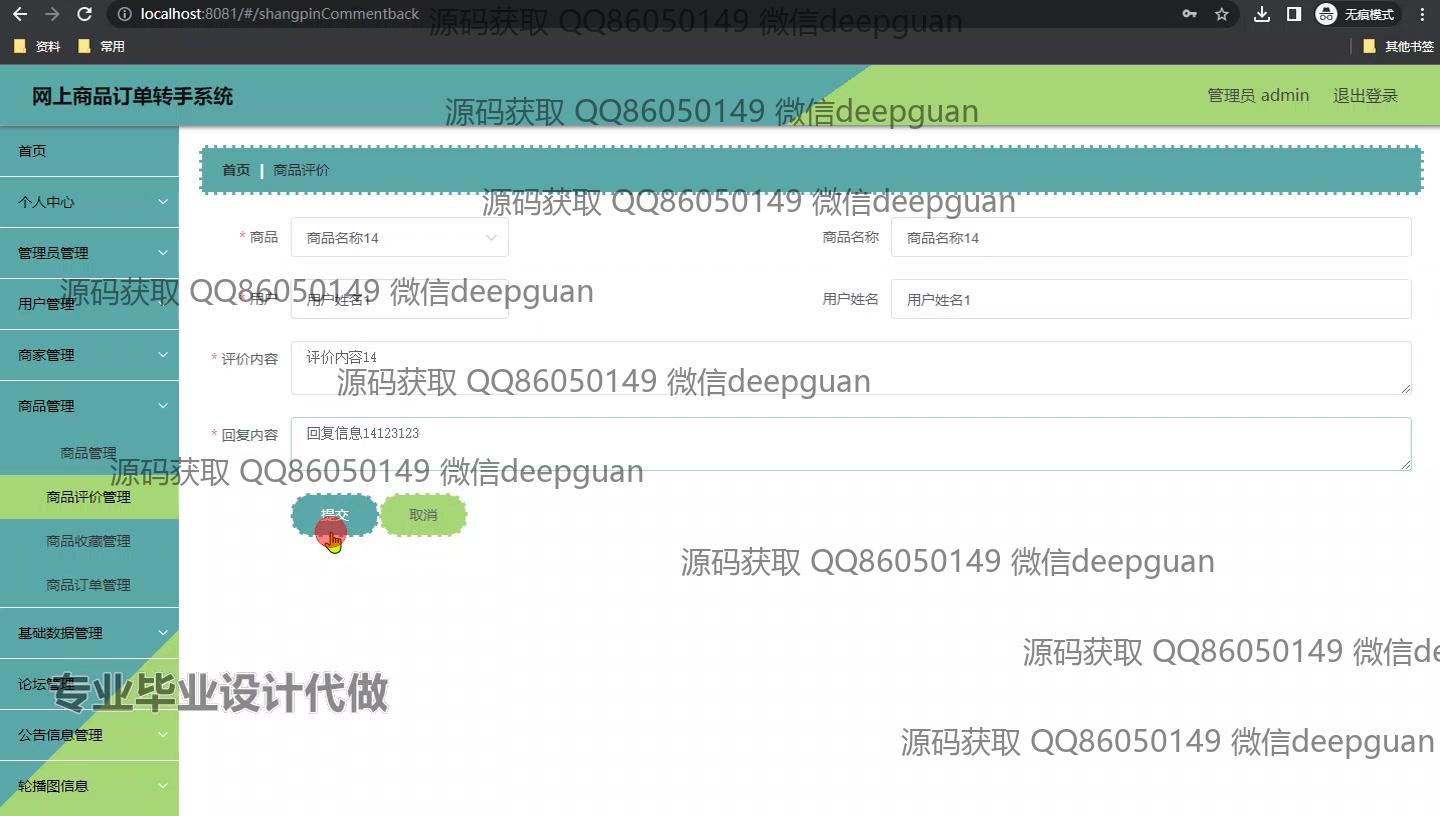 localhost:8081/#/shangpinCommentback
无痕模式
资料 常用 其他书签
源码获取 QQ86050149 微信deepguan
网上商品订单转手系统
管理员 admin 退出登录
源码获取 QQ86050149 微信deepguan
首页
个人中心
管理员管理
用户管理
商家管理
商品管理
商品管理
商品评价管理
商品收藏管理
商品订单管理
基础数据管理
论坛管理
公告信息管理
轮播图信息
首页 | 商品评价
源码获取 QQ86050149 微信deepguan
* 商品 商品名称14 商品名称 商品名称14
源码获取 QQ86050149 微信deepguan
* 用户 用户姓名1 用户姓名 用户姓名1
* 评价内容 评价内容14
源码获取 QQ86050149 微信deepguan
* 回复内容 回复信息14123123
源码获取 QQ86050149 微信deepguan
提交 取消
源码获取 QQ86050149 微信deepguan
源码获取 QQ86050149 微信de
专业毕业设计代做
源码获取 QQ86050149 微信deepguan